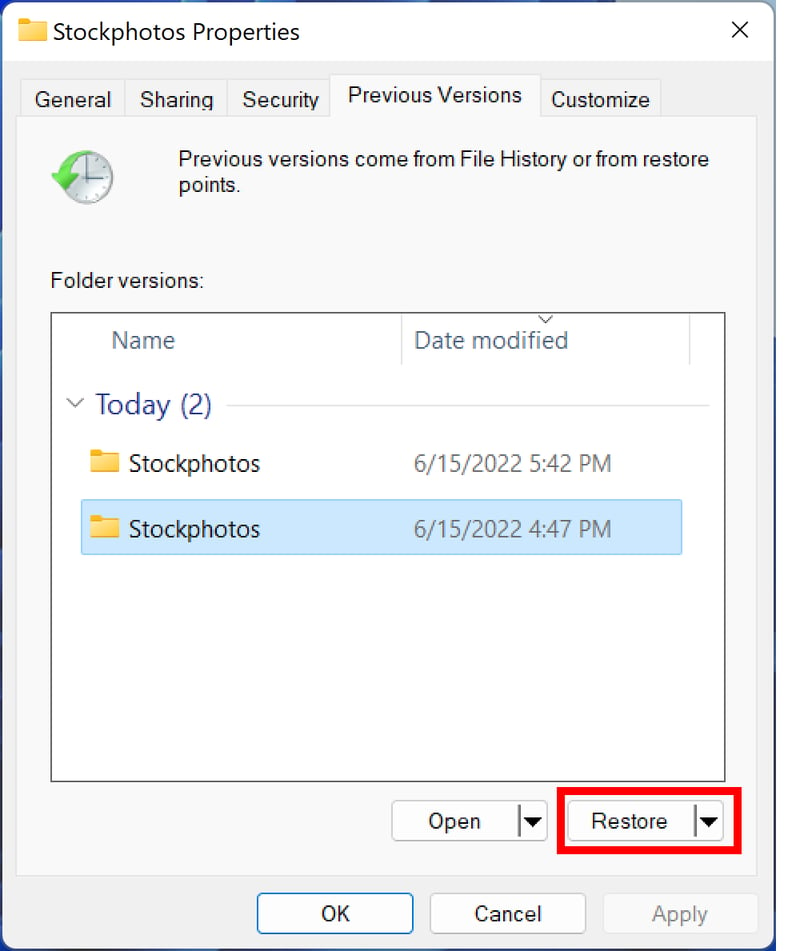 Stockphotos Properties
General Sharing Security Previous Versions Customize
Previous versions come from File History or from restore
points.
Folder versions:
Name Date modified
Today (2)
Stockphotos 6/15/2022 5:42 PM
Stockphotos 6/15/2022 4:47 PM
Open Restore
OK Cancel Apply